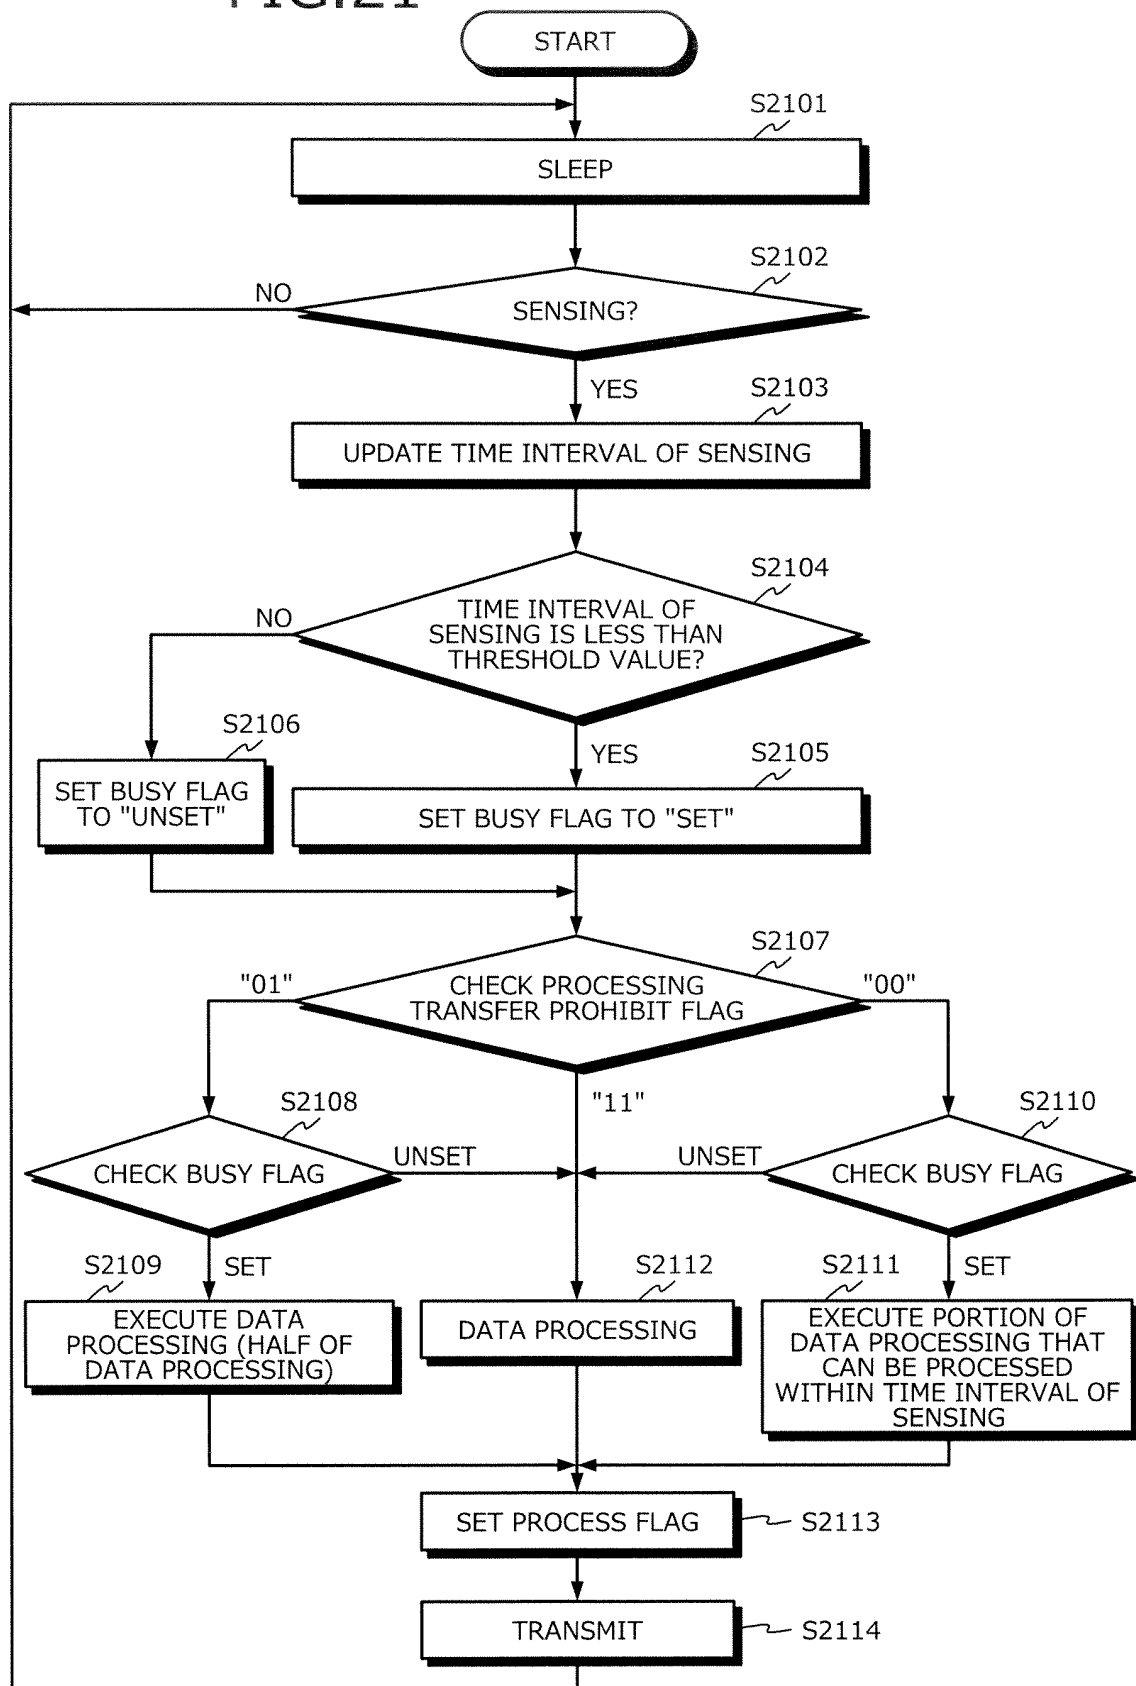 FIG.21
START
S2101
SLEEP
S2102
NO
SENSING?
YES
S2103
UPDATE TIME INTERVAL OF SENSING
S2104
NO
TIME INTERVAL OF
SENSING IS LESS THAN
THRESHOLD VALUE?
S2106
YES
S2105
SET BUSY FLAG
TO "UNSET"
SET BUSY FLAG TO "SET"
S2107
"01"
CHECK PROCESSING
TRANSFER PROHIBIT FLAG
"00"
S2108
"11"
S2110
CHECK BUSY FLAG
UNSET
UNSET
CHECK BUSY FLAG
S2109
SET
S2112
S2111
SET
EXECUTE DATA
PROCESSING (HALF OF
DATA PROCESSING)
DATA PROCESSING
EXECUTE PORTION OF
DATA PROCESSING THAT
CAN BE PROCESSED
WITHIN TIME INTERVAL OF
SENSING
SET PROCESS FLAG
S2113
TRANSMIT
S2114